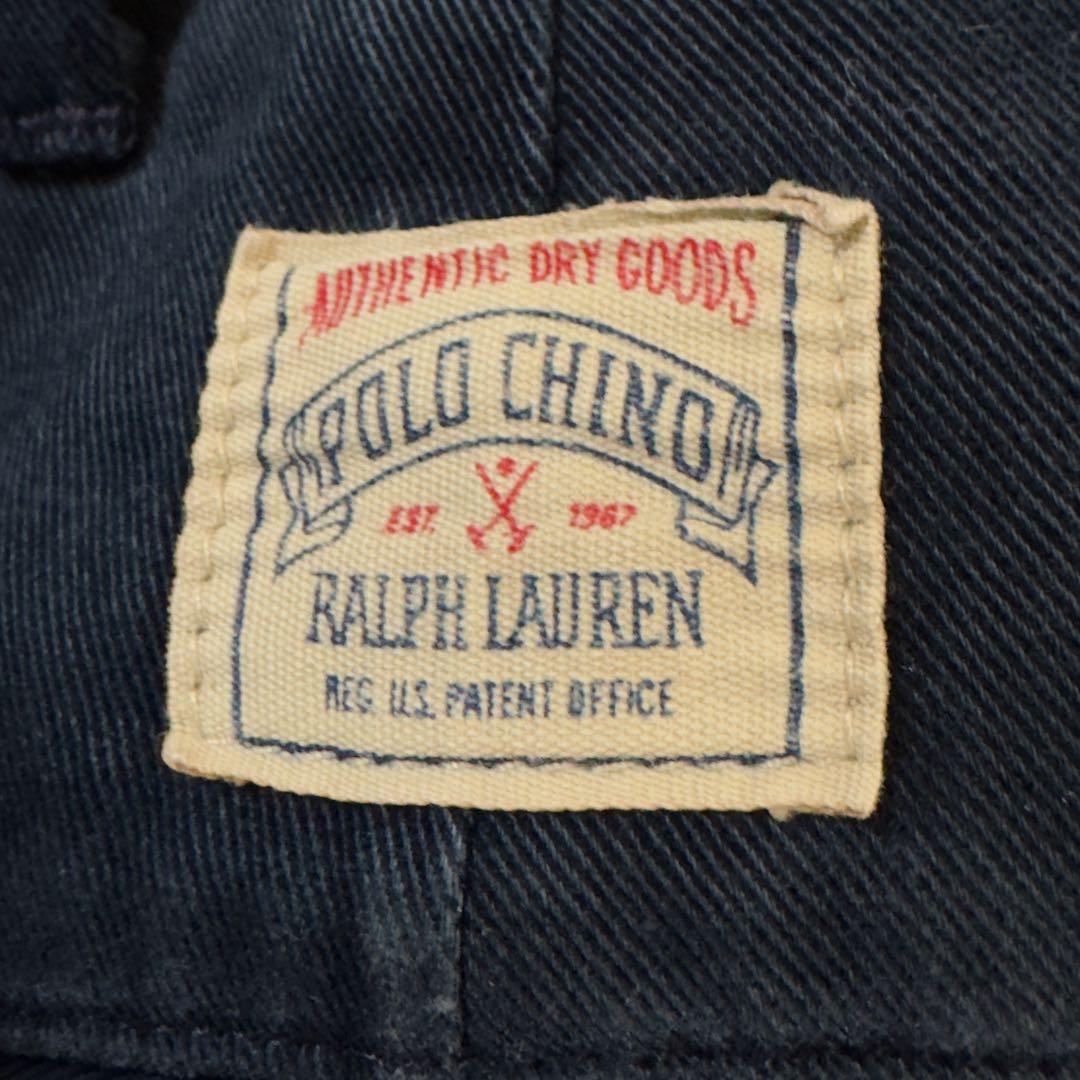 AUTHENTIC DRY GOODS
POLO CHINO
EST. 1967
RALPH LAUREN
REG. U.S. PATENT OFFICE